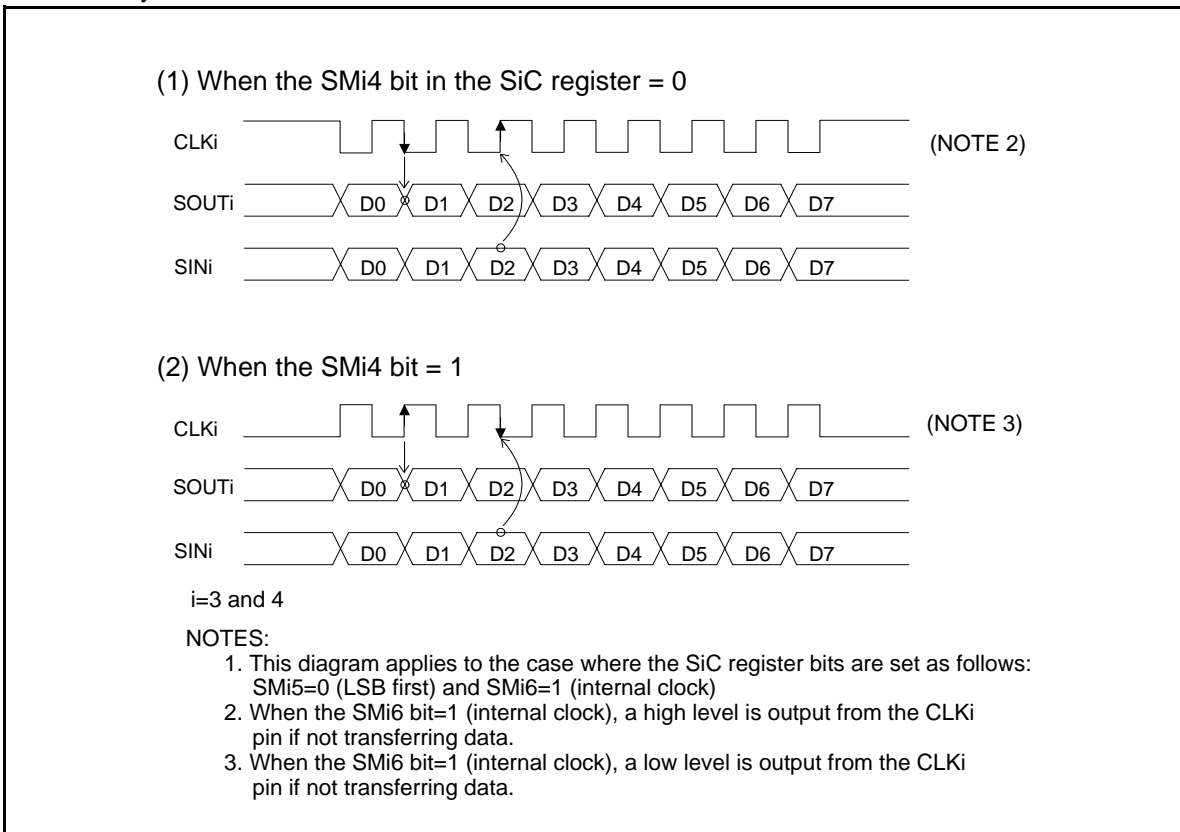 (1) When the SMi4 bit in the SiC register = 0
CLKi
(NOTE 2)
SOUTi D0 D1 D2 D3 D4 D5 D6 D7
SINi D0 D1 D2 D3 D4 D5 D6 D7
(2) When the SMi4 bit = 1
CLKi
(NOTE 3)
SOUTi D0 D1 D2 D3 D4 D5 D6 D7
SINi D0 D1 D2 D3 D4 D5 D6 D7
i=3 and 4
NOTES:
1. This diagram applies to the case where the SiC register bits are set as follows:
SMi5=0 (LSB first) and SMi6=1 (internal clock)
2. When the SMi6 bit=1 (internal clock), a high level is output from the CLKi
pin if not transferring data.
3. When the SMi6 bit=1 (internal clock), a low level is output from the CLKi
pin if not transferring data.